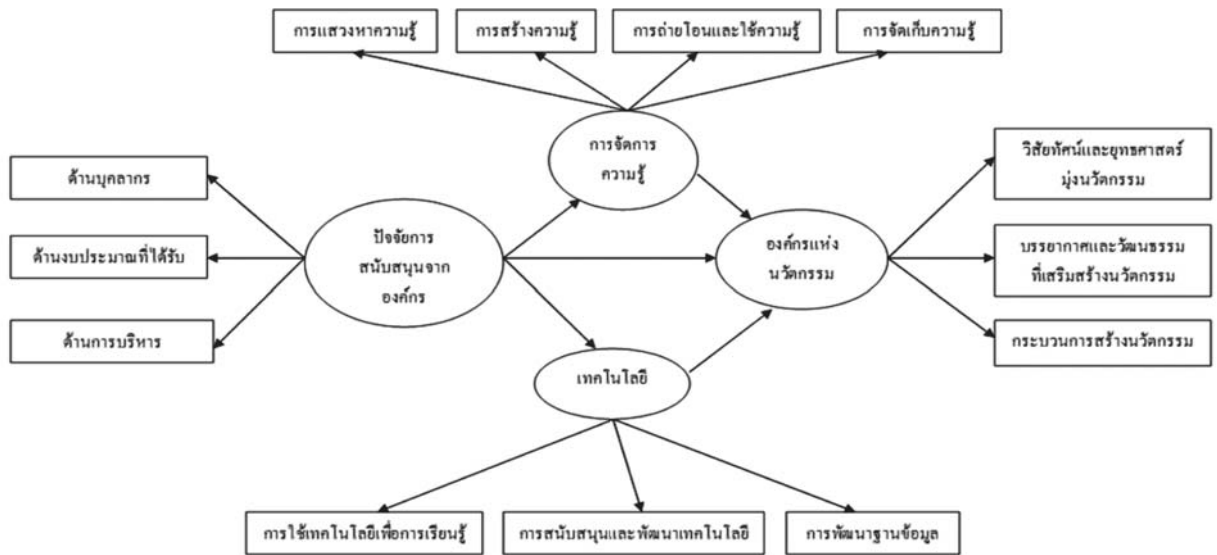 การแสวงหาความรู้
การสร้างความรู้
การถ่ายโอนและใช้ความรู้
การจัดเก็บความรู้
การจัดการ
ความรู้
วิสัยทัศน์และยุทธศาสตร์
มุ่งนวัตกรรม
ด้านบุคลากร
ปัจจัยการ
สนับสนุนจาก
องค์กร
องค์กรแห่ง
นวัตกรรม
ด้านงบประมาณที่ได้รับ
บรรยากาศและวัฒนธรรม
ที่เสริมสร้างนวัตกรรม
ด้านการบริหาร
กระบวนการสร้างนวัตกรรม
เทคโนโลยี
การใช้เทคโนโลยีเพื่อการเรียนรู้
การสนับสนุนและพัฒนาเทคโนโลยี
การพัฒนาฐานข้อมูล